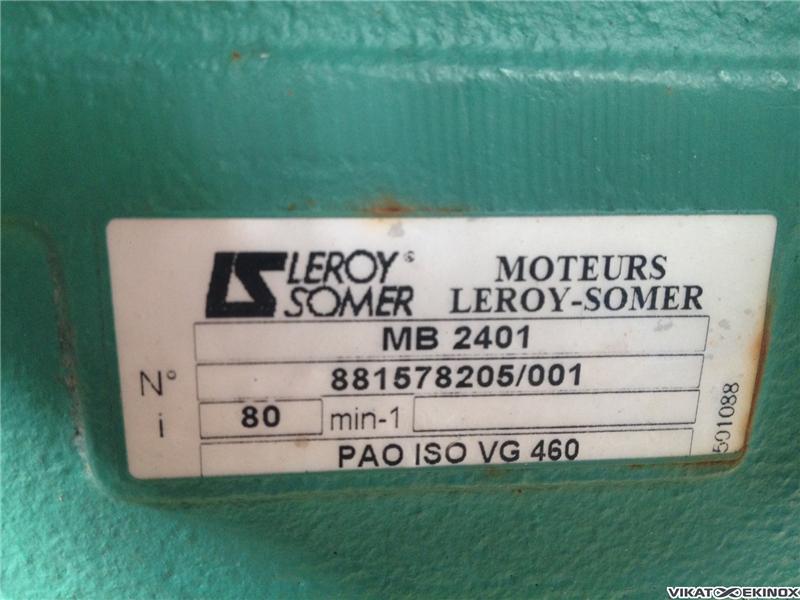 LEROY® SOMER
MOTEURS
LEROY-SOMER
MB 2401
N° 881578205/001
i 80 min-1
PAO ISO VG 460
501088
VIKAT EKINOX